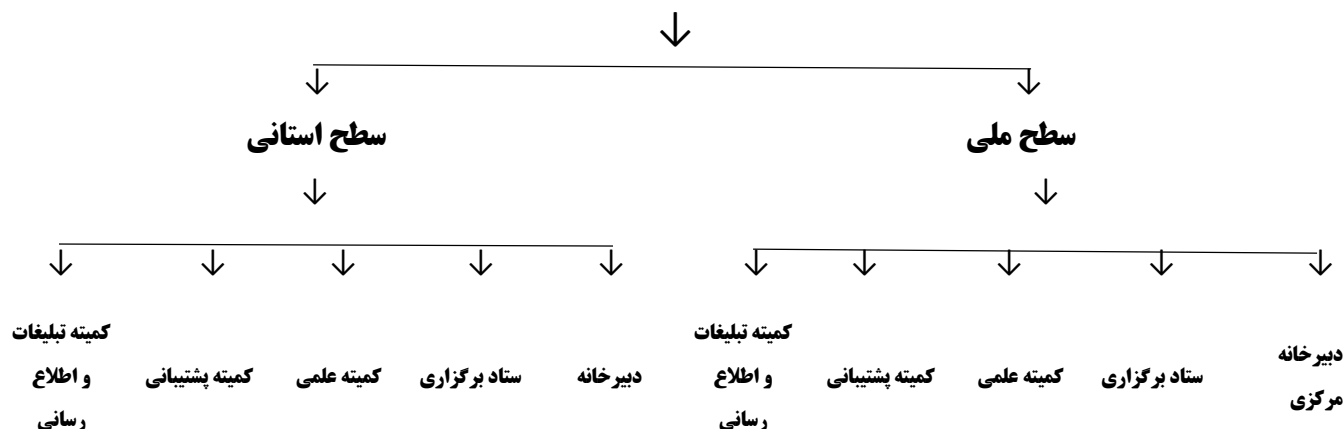 سطح ملی
سطح استانی
دبیرخانه
مرکزی
ستاد برگزاری
کمیته علمی
کمیته پشتیبانی
کمیته تبلیغات
و اطلاع
رسانی
دبیرخانه
ستاد برگزاری
کمیته علمی
کمیته پشتیبانی
کمیته تبلیغات
و اطلاع
رسانی